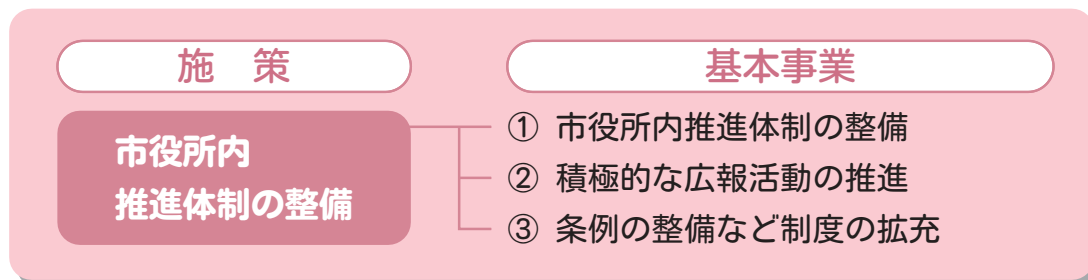 施　策
基本事業
市役所内
推進体制の整備
① 市役所内推進体制の整備
② 積極的な広報活動の推進
③ 条例の整備など制度の拡充